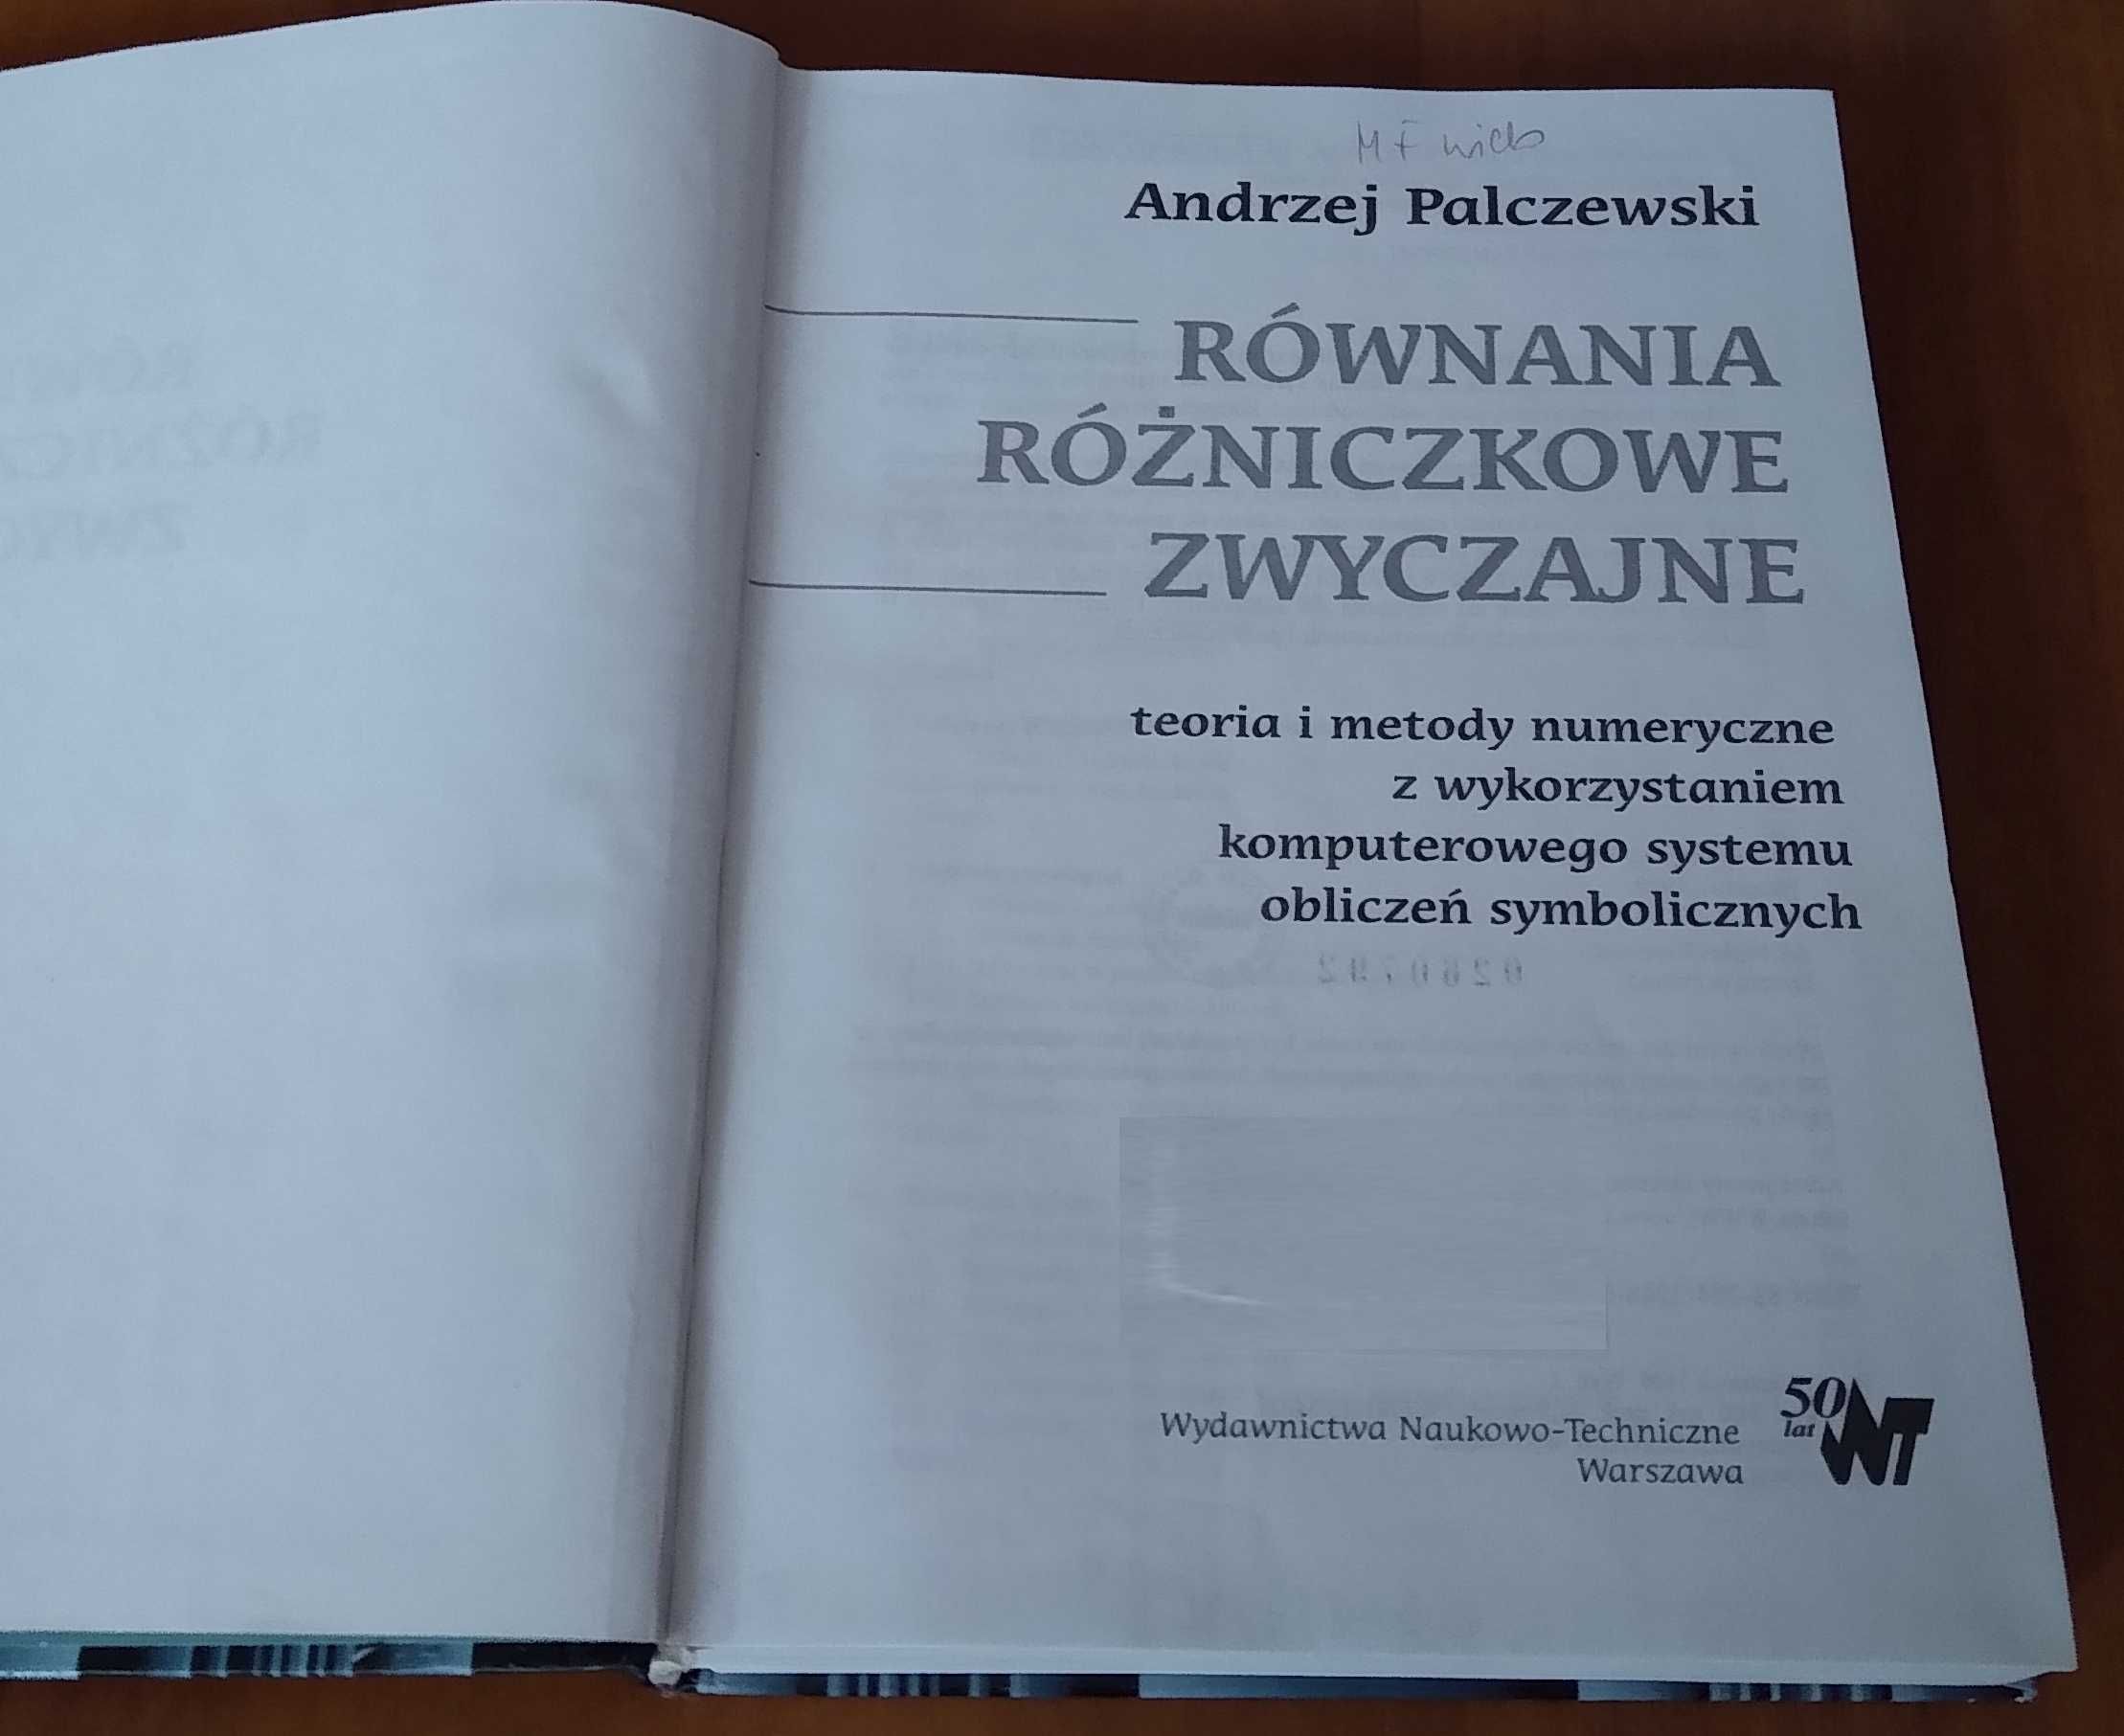 Andrzej Palczewski
RÓWNANIA
RÓŻNICZKOWE
ZWYCZAJNE
teoria i metody numeryczne
z wykorzystaniem
komputerowego systemu
obliczeń symbolicznych
0260792
Wydawnictwa Naukowo-Techniczne
Warszawa
50
lat
WNT